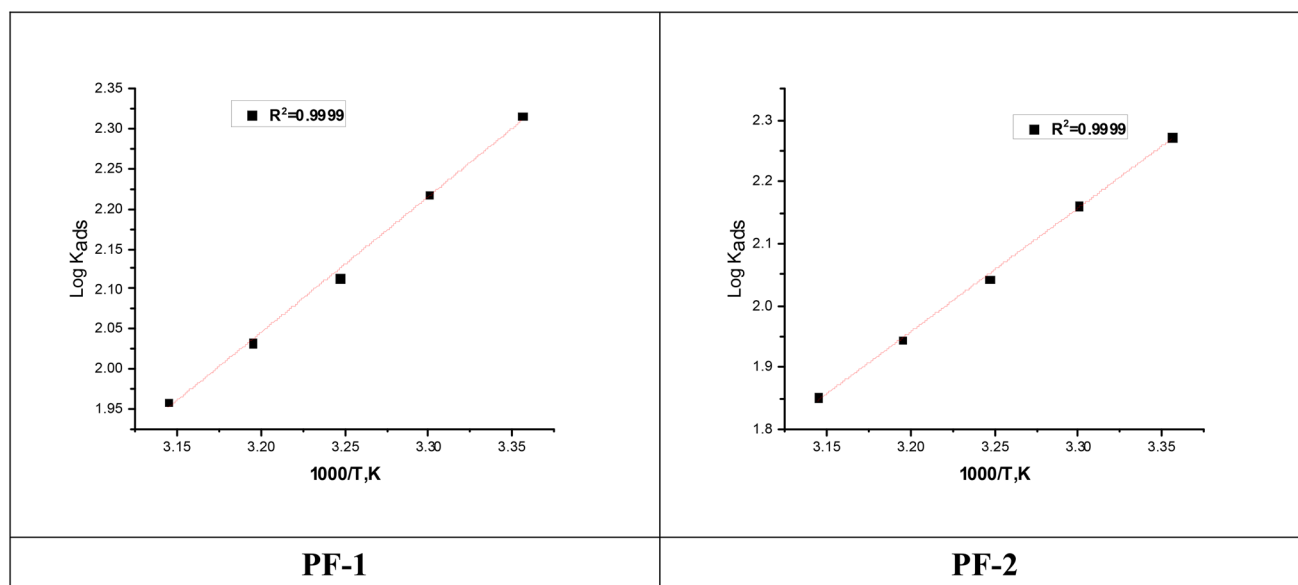 R²=0.9999
2.35
2.30
2.25
2.20
2.15
2.10
2.05
2.00
1.95
Log Kads
3.15 3.20 3.25 3.30 3.35
1000/T,K
PF-1
R²=0.9999
2.3
2.2
2.1
2.0
1.9
1.8
Log Kads
3.15 3.20 3.25 3.30 3.35
1000/T,K
PF-2